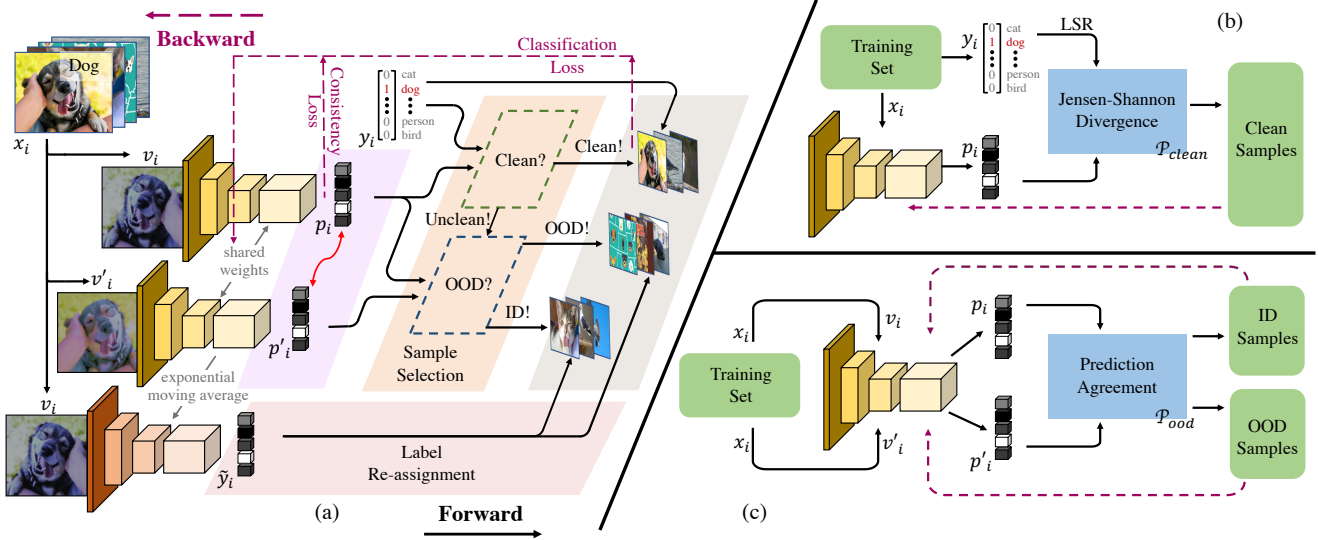 Backward
Dog
x_i
v_i
shared
weights
v'_i
exponential
moving average
v_i
Consistency
Loss
Classification
Loss
y_i
0 cat
1 dog
0 person
0 bird
p_i
p'_i
ỹ_i
Clean?
Clean!
Unclean!
OOD?
OOD!
ID!
Sample
Selection
Label
Re-assignment
(a)
Forward
(b)
Training
Set
y_i
0 cat
1 dog
0 person
0 bird
LSR
x_i
p_i
Jensen-Shannon
Divergence
𝒫_clean
Clean
Samples
(c)
Training
Set
x_i
x_i
v_i
v'_i
p_i
p'_i
Prediction
Agreement
𝒫_ood
ID
Samples
OOD
Samples